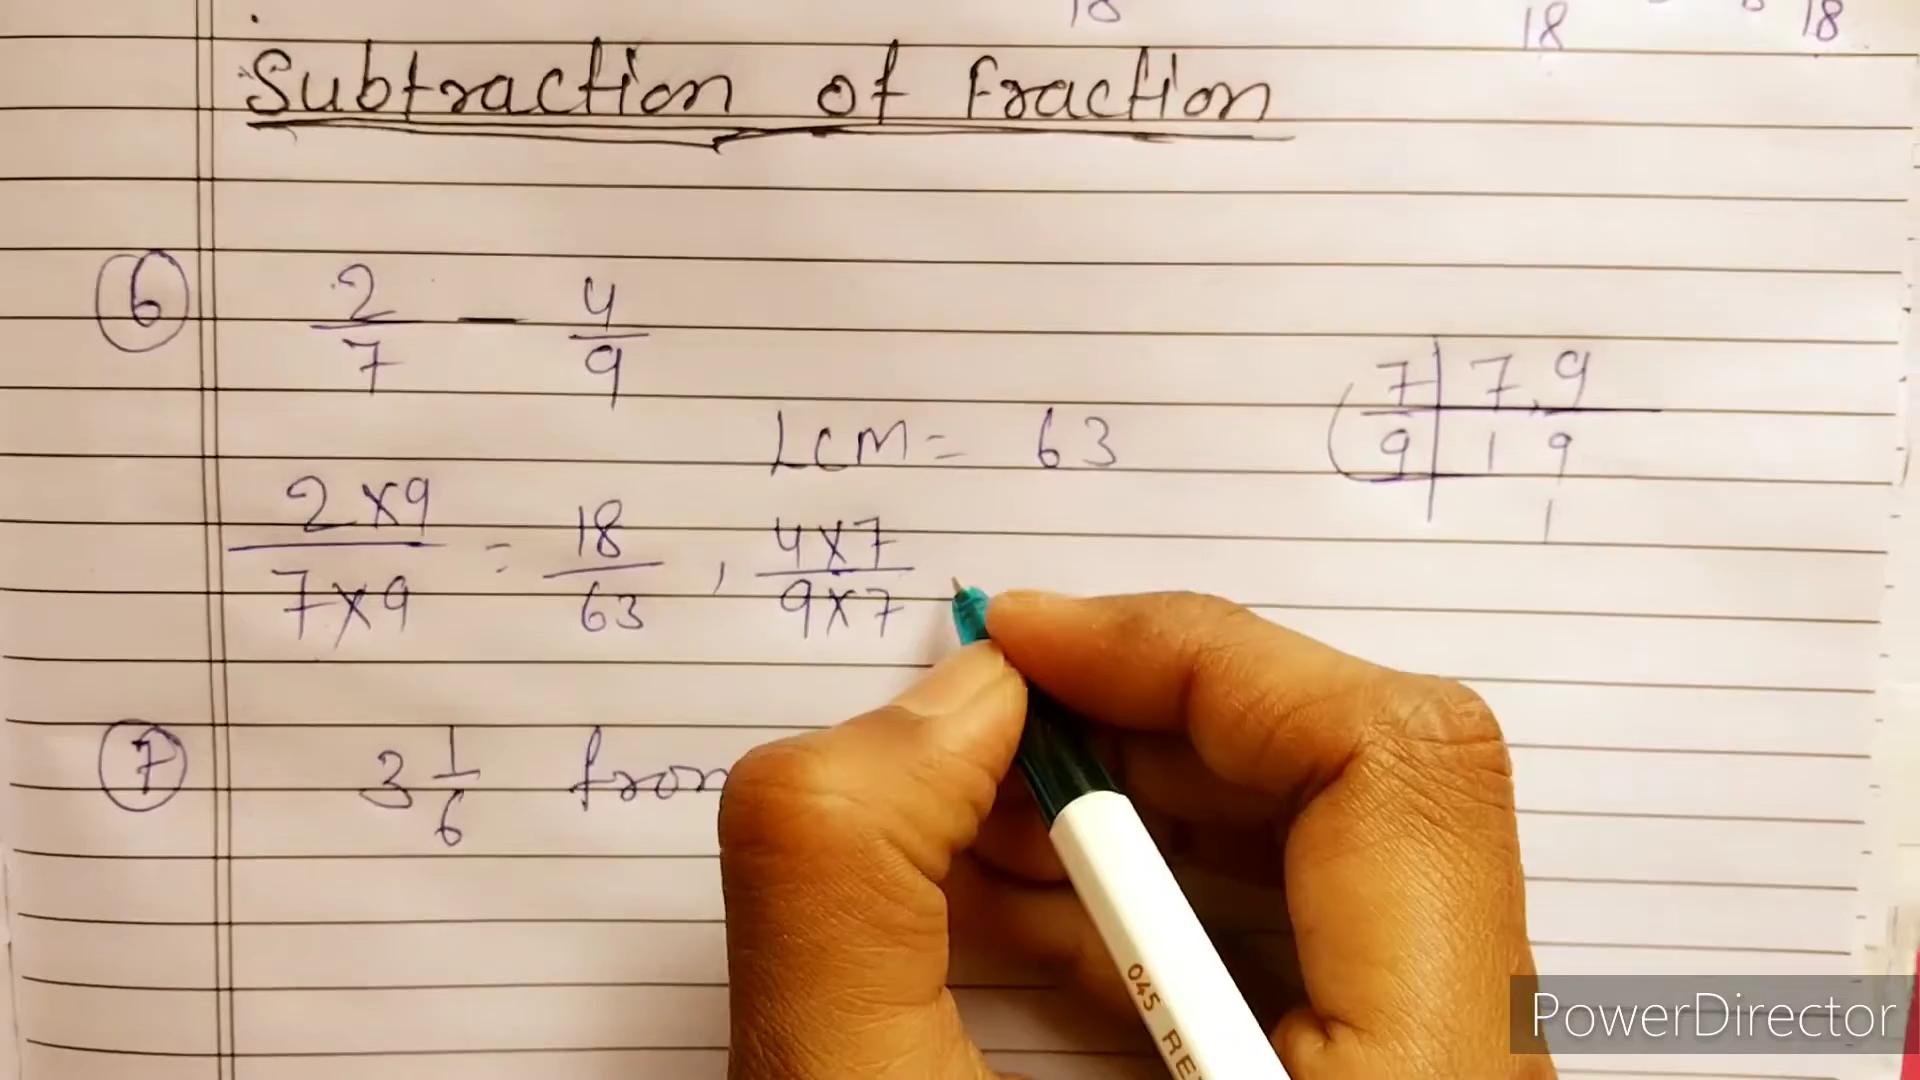 18 18 18
Subtraction of Fraction
6 2/7 - 4/9
7 | 7, 9
9 | 1 9
1
LCM = 63
2×9/7×9 = 18/63 , 4×7/9×7
7 3 1/6 from
045 RE
PowerDirector